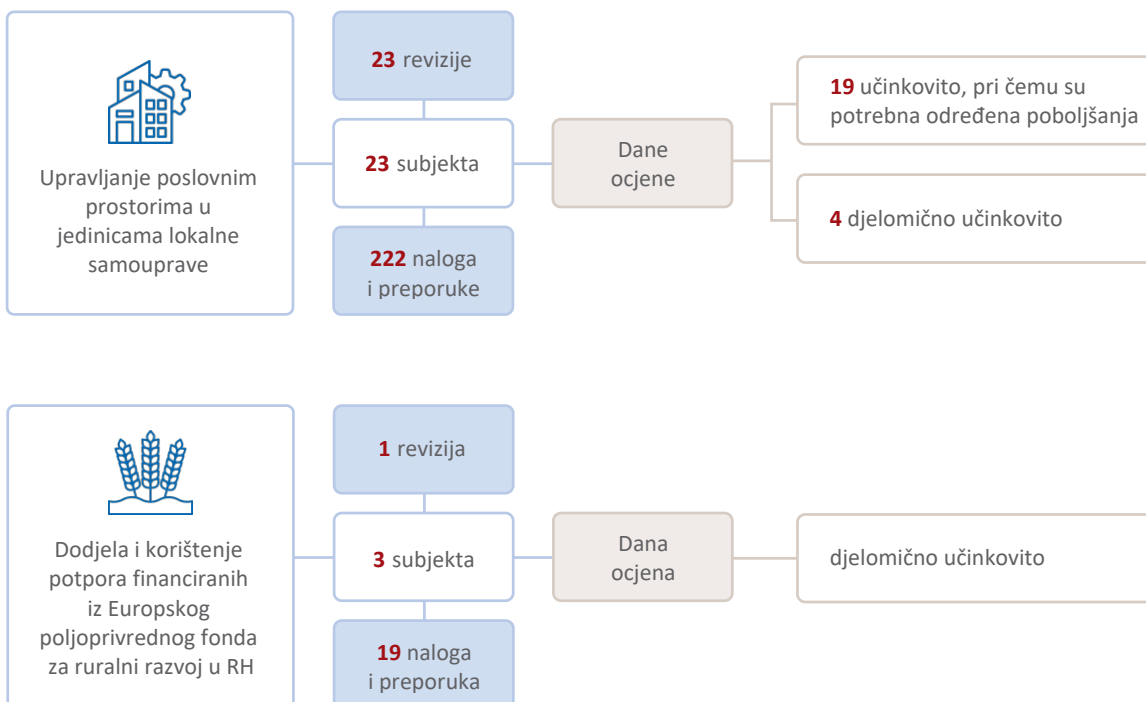 Upravljanje poslovnim
prostorima u
jedinicama lokalne
samouprave
23 revizije
23 subjekta
222 naloga
i preporuke
Dane
ocjene
19 učinkovito, pri čemu su
potrebna određena poboljšanja
4 djelomično učinkovito
Dodjela i korištenje
potpora financiranih
iz Europskog
poljoprivrednog fonda
za ruralni razvoj u RH
1 revizija
3 subjekta
19 naloga
i preporuka
Dana
ocjena
djelomično učinkovito